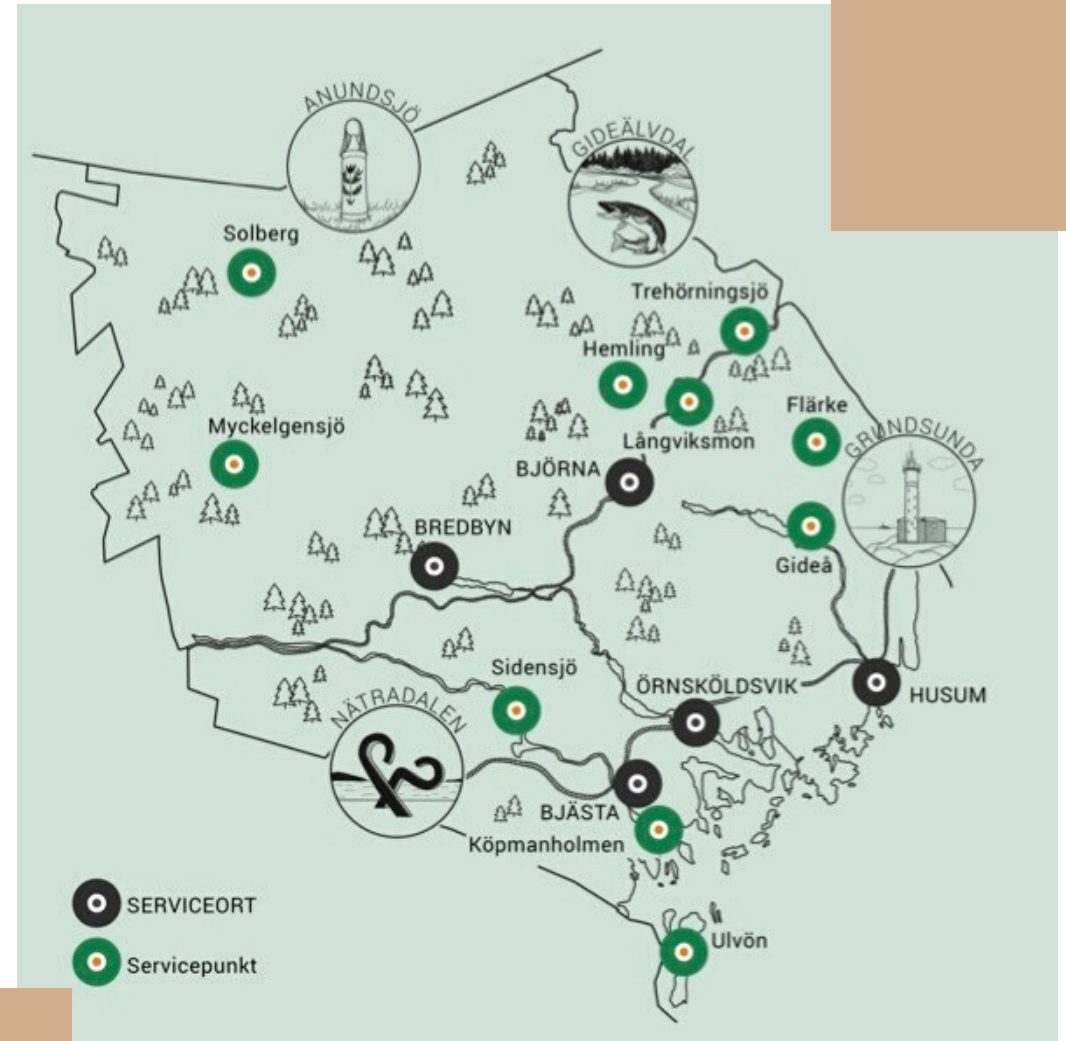 ANUNDSJÖ
GIDEÄLVDAL
Solberg
Trehörningsjö
Hemling
Flärke
Myckelgensjö
Långviksmon
GRUNDSUNDA
BJÖRNA
BREDBYN
Gideå
Sidensjö
ÖRNSKÖLDSVIK
HUSUM
NÄTRADALEN
BJÄSTA
Köpmanholmen
SERVICEORT
Ulvön
Servicepunkt